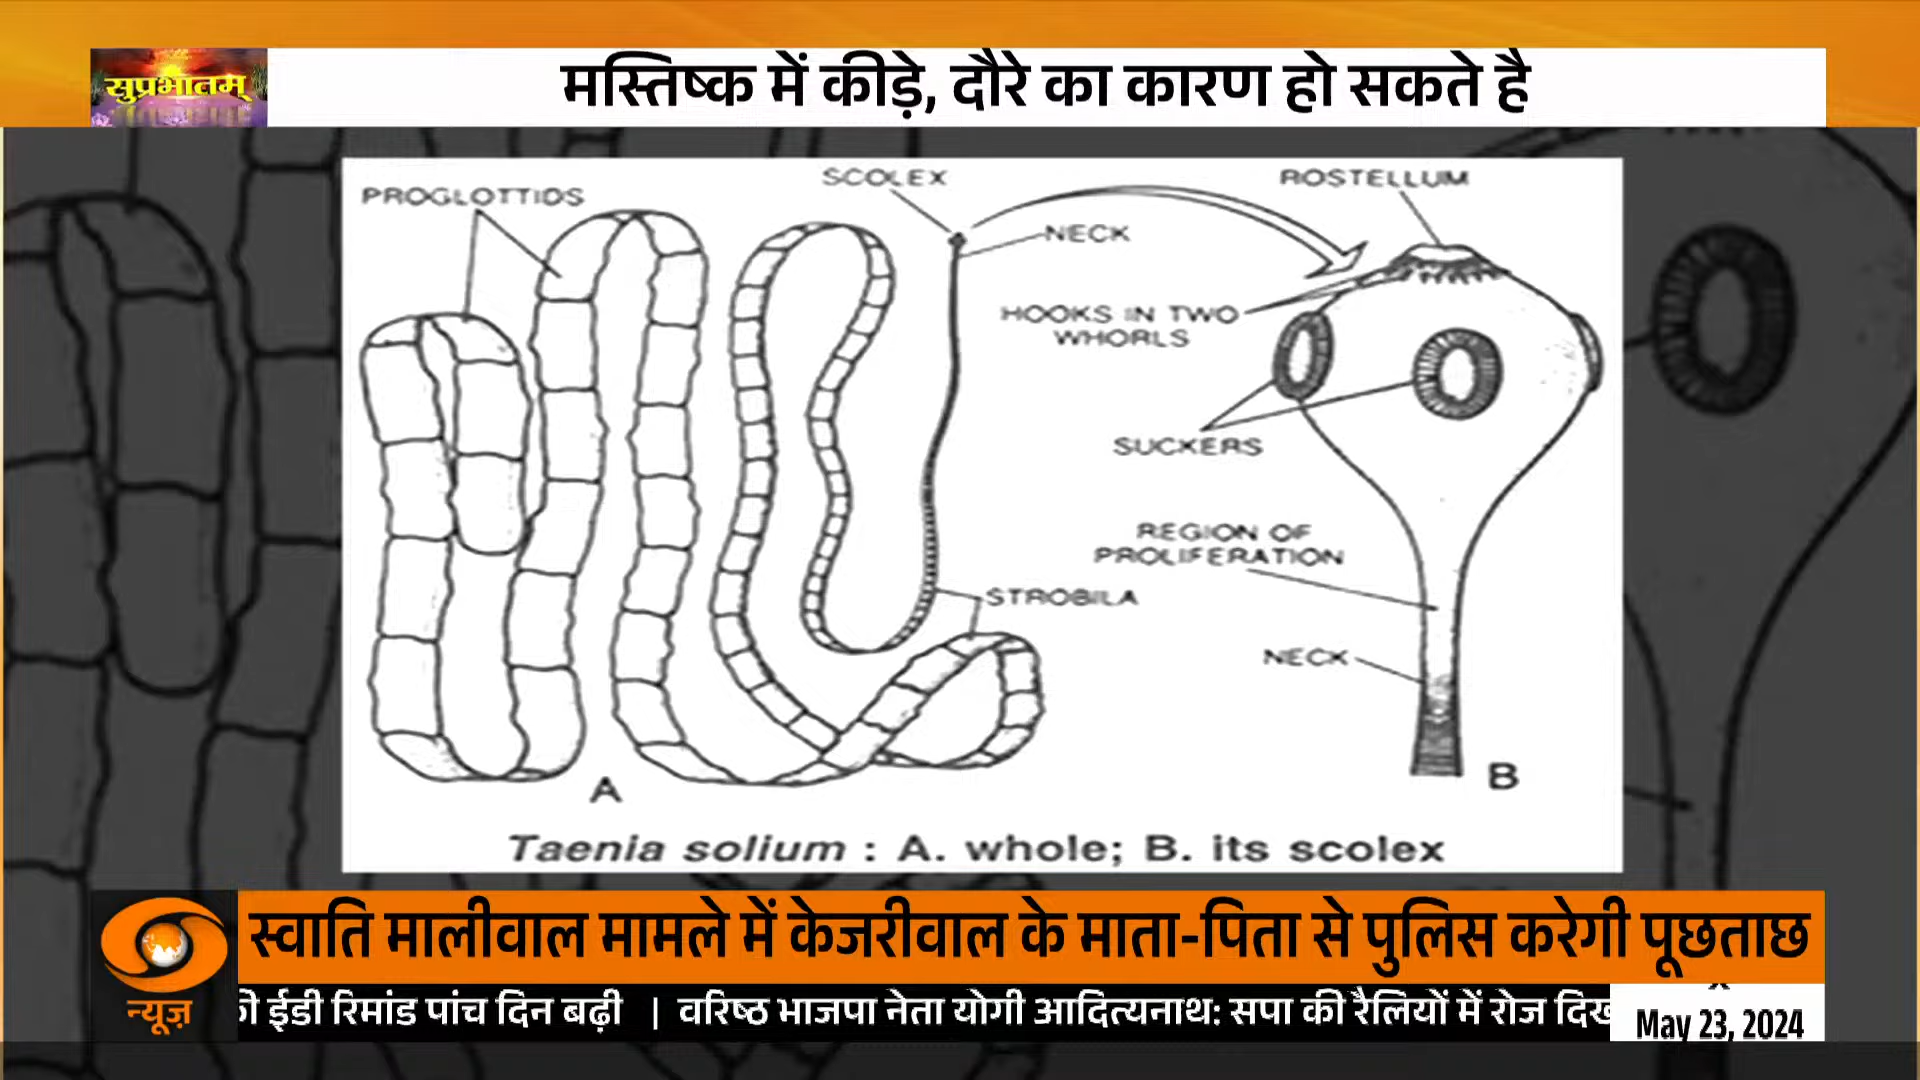 सुप्रभातम्
मस्तिष्क में कीड़े, दौरे का कारण हो सकते है
PROGLOTTIDS
SCOLEX
NECK
ROSTELLUM
HOOKS IN TWO
WHORLS
SUCKERS
REGION OF
PROLIFERATION
STROBILA
NECK
A
B
Taenia solium : A. whole; B. its scolex
स्वाति मालीवाल मामले में केजरीवाल के माता-पिता से पुलिस करेगी पूछताछ
न्यूज़
ईडी रिमांड पांच दिन बढ़ी | वरिष्ठ भाजपा नेता योगी आदित्यनाथ: सपा की रैलियों में रोज
May 23, 2024